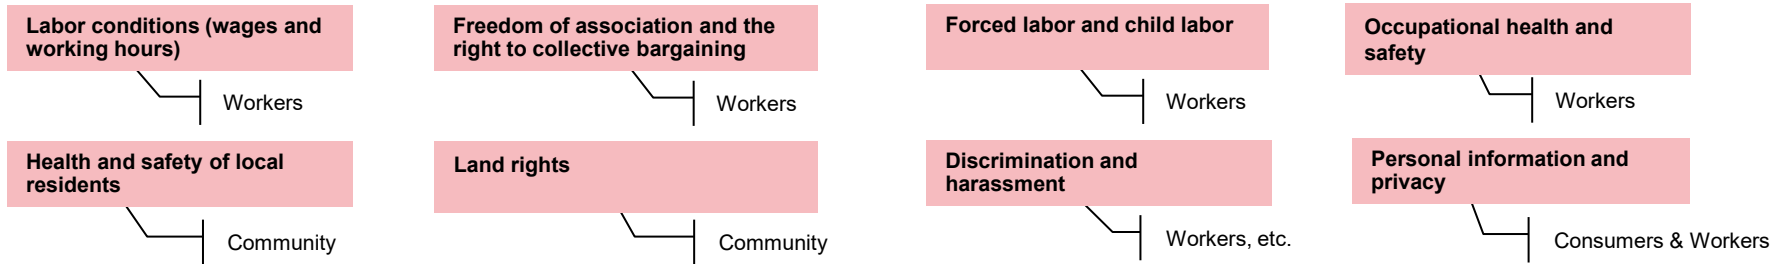 Labor conditions (wages and
working hours)
Workers
Freedom of association and the
right to collective bargaining
Workers
Forced labor and child labor
Workers
Occupational health and
safety
Workers
Health and safety of local
residents
Community
Land rights
Community
Discrimination and
harassment
Workers, etc.
Personal information and
privacy
Consumers & Workers